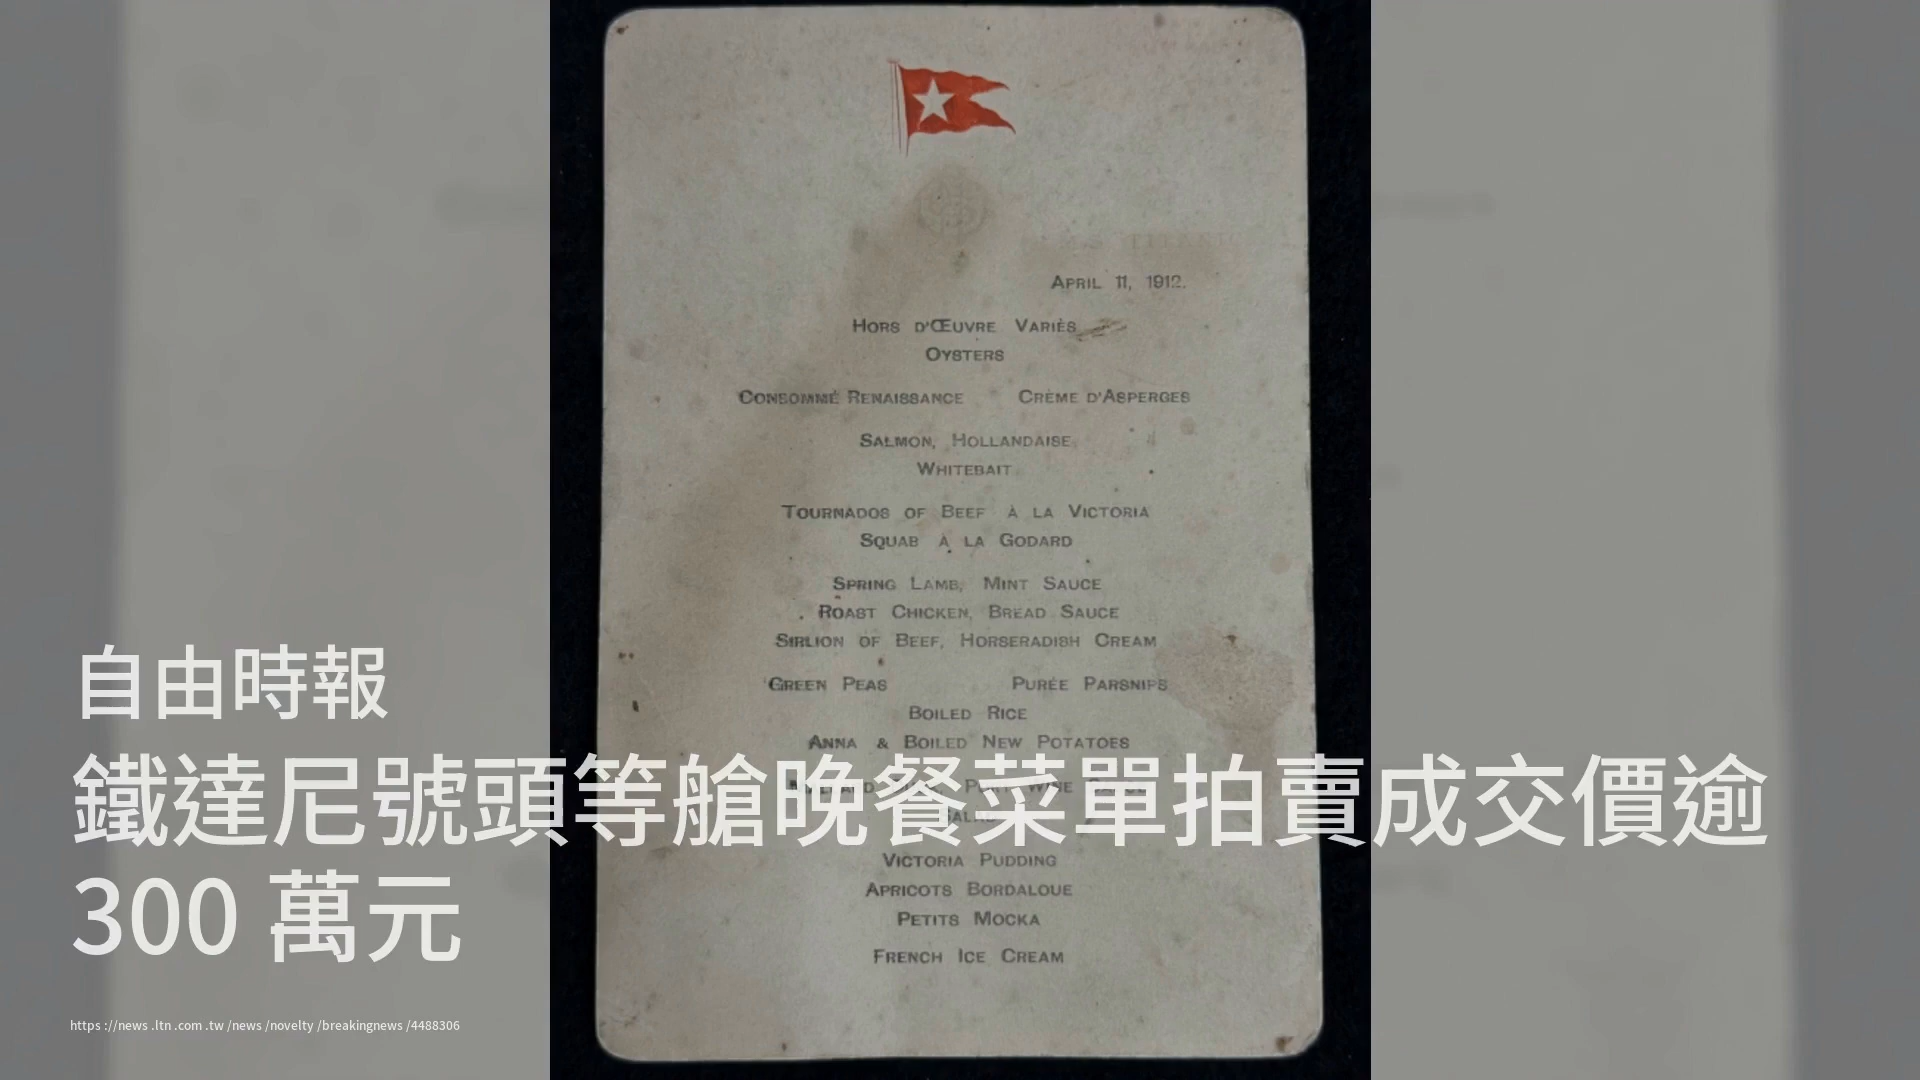 APRIL 11, 1912.
HORS D'ŒUVRE VARIÉS
OYSTERS
CONSOMMÉ RENAISSANCE CRÈME D'ASPERGES
SALMON, HOLLANDAISE
WHITEBAIT
TOURNADOS OF BEEF À LA VICTORIA
SQUAB À LA GODARD
SPRING LAMB, MINT SAUCE
ROAST CHICKEN, BREAD SAUCE
SIRLION OF BEEF, HORSERADISH CREAM
GREEN PEAS PURÉE PARSNIPS
BOILED RICE
ANNA & BOILED NEW POTATOES
VICTORIA PUDDING
APRICOTS BORDALOUE
PETITS MOCKA
FRENCH ICE CREAM
自由時報
鐵達尼號頭等艙晚餐菜單拍賣成交價逾
300 萬元
https://news.ltn.com.tw/news/novelty/breakingnews/4488306